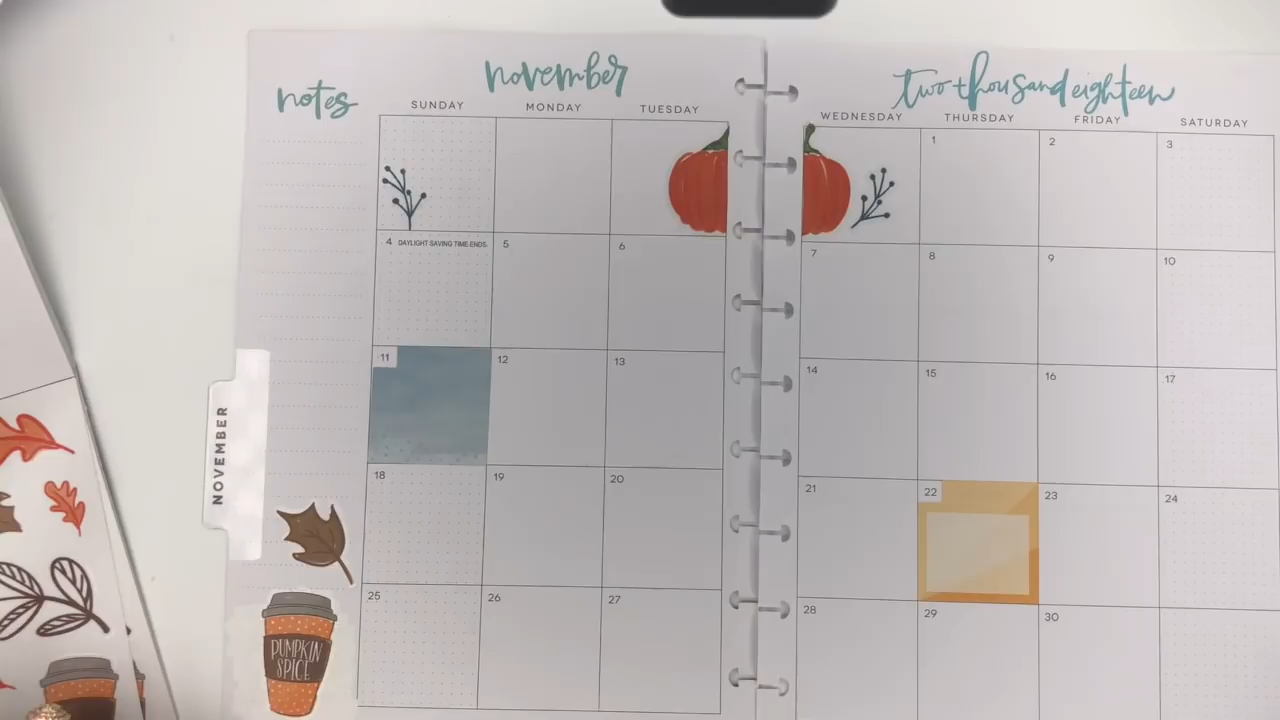 november
two thousand eighteen
notes
SUNDAY MONDAY TUESDAY WEDNESDAY THURSDAY FRIDAY SATURDAY
1 2 3
4 DAYLIGHT SAVING TIME ENDS 5 6 7 8 9 10
11 12 13 14 15 16 17
NOVEMBER
18 19 20 21 22 23 24
25 26 27 28 29 30
PUMPKIN
SPICE